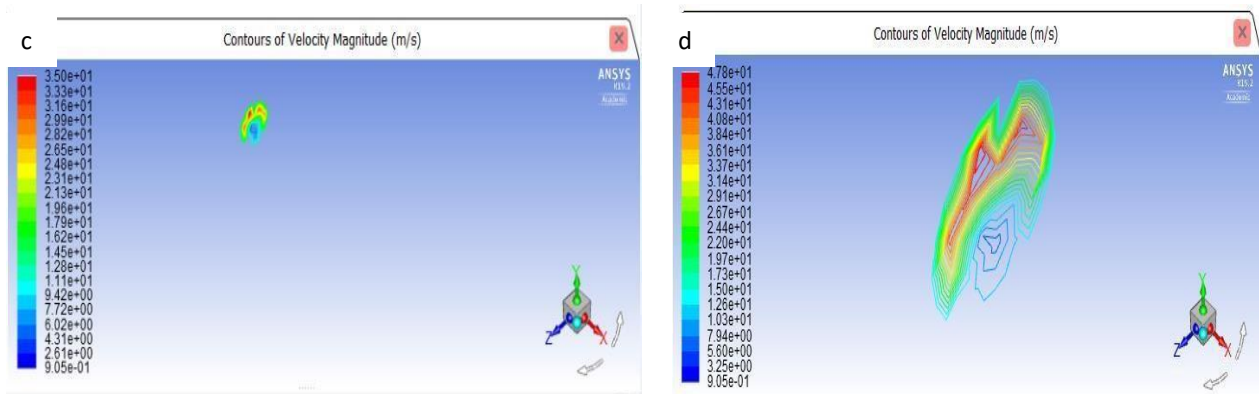 c
Contours of Velocity Magnitude (m/s)
X
3.50e+01
3.33e+01
3.16e+01
2.99e+01
2.82e+01
2.65e+01
2.48e+01
2.31e+01
2.13e+01
1.96e+01
1.79e+01
1.62e+01
1.45e+01
1.28e+01
1.11e+01
9.42e+00
7.72e+00
6.02e+00
4.31e+00
2.61e+00
9.05e-01
ANSYS
R19.2
Academic
Y
Z
X
d
Contours of Velocity Magnitude (m/s)
X
4.78e+01
4.55e+01
4.31e+01
4.08e+01
3.84e+01
3.61e+01
3.37e+01
3.14e+01
2.91e+01
2.67e+01
2.44e+01
2.20e+01
1.97e+01
1.73e+01
1.50e+01
1.26e+01
1.03e+01
7.94e+00
5.60e+00
3.25e+00
9.05e-01
ANSYS
R19.2
Academic
Y
Z
X